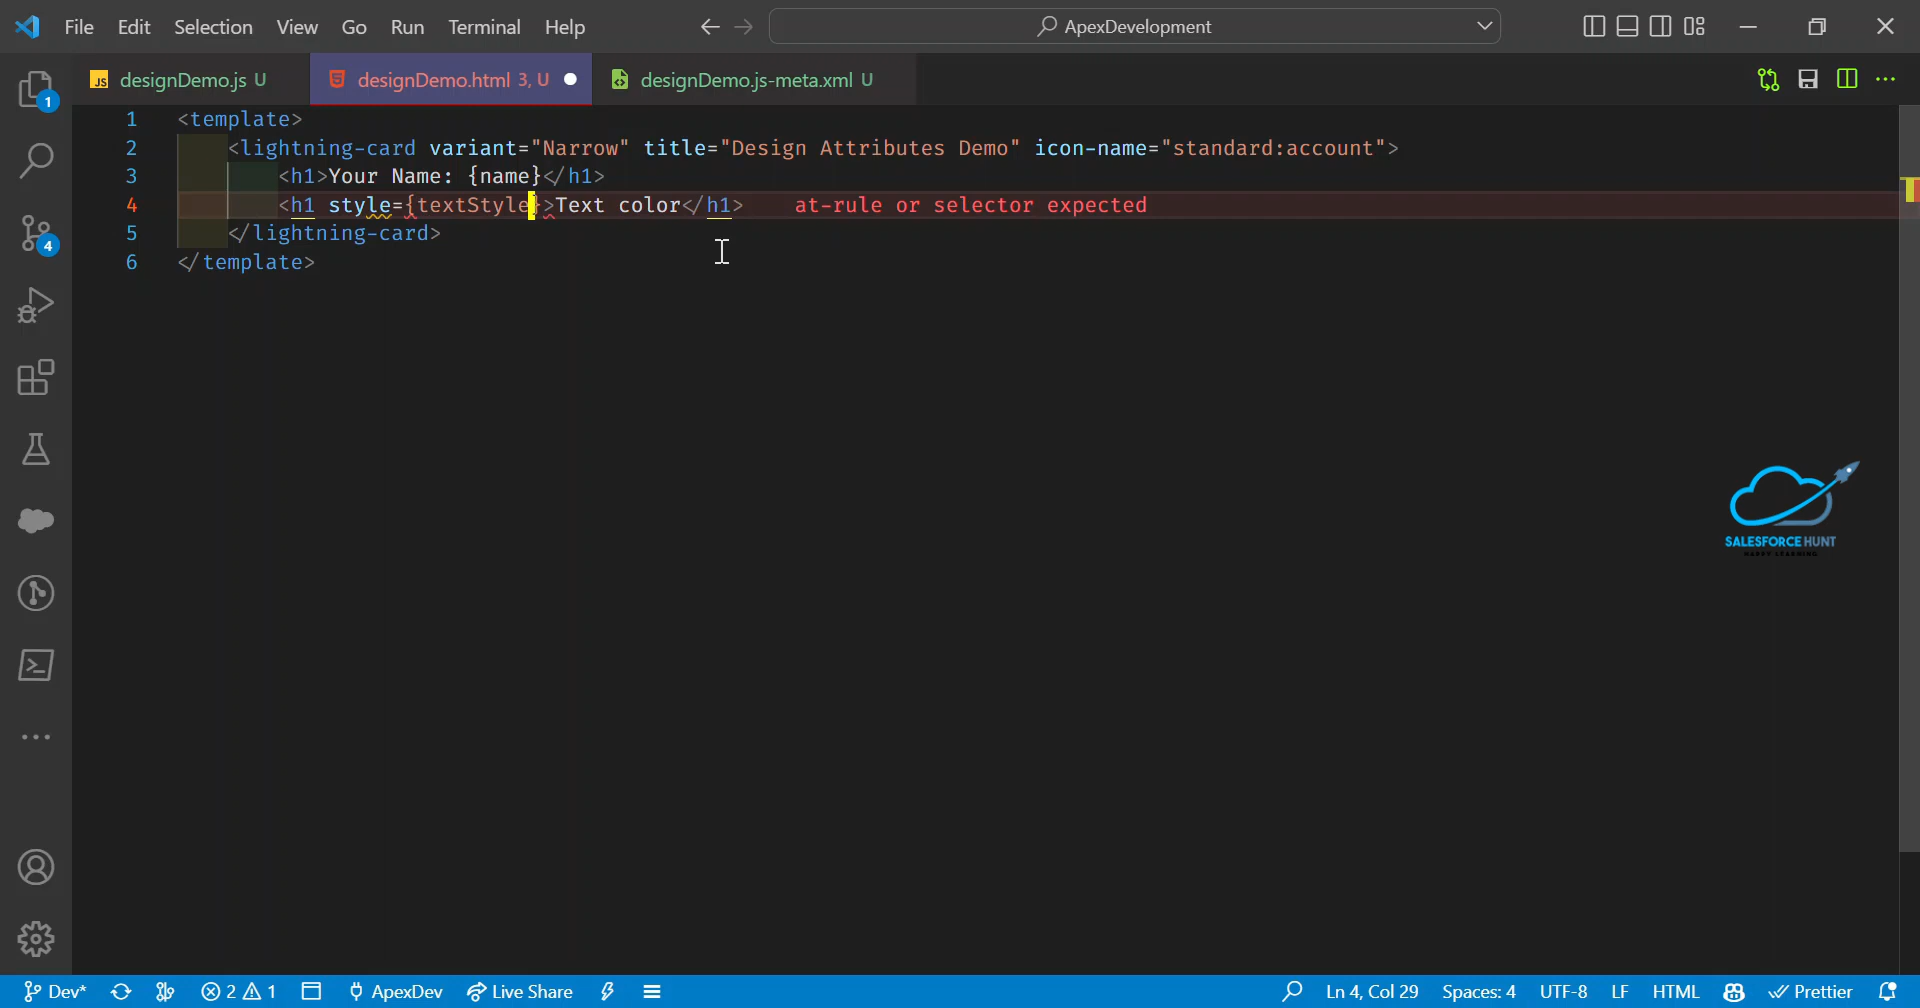 File Edit Selection View Go Run Terminal Help ApexDevelopment
JS designDemo.js U designDemo.html 3, U designDemo.js-meta.xml U
1
4
1 <template>
2 <lightning-card variant="Narrow" title="Design Attributes Demo" icon-name="standard:account">
3 <h1>Your Name: {name}</h1>
4 <h1 style={textStyle}>Text color</h1> at-rule or selector expected
5 </lightning-card>
6 </template>
SALESFORCE HUNT
Dev* 2 1 ApexDev Live Share Ln 4, Col 29 Spaces: 4 UTF-8 LF HTML Prettier